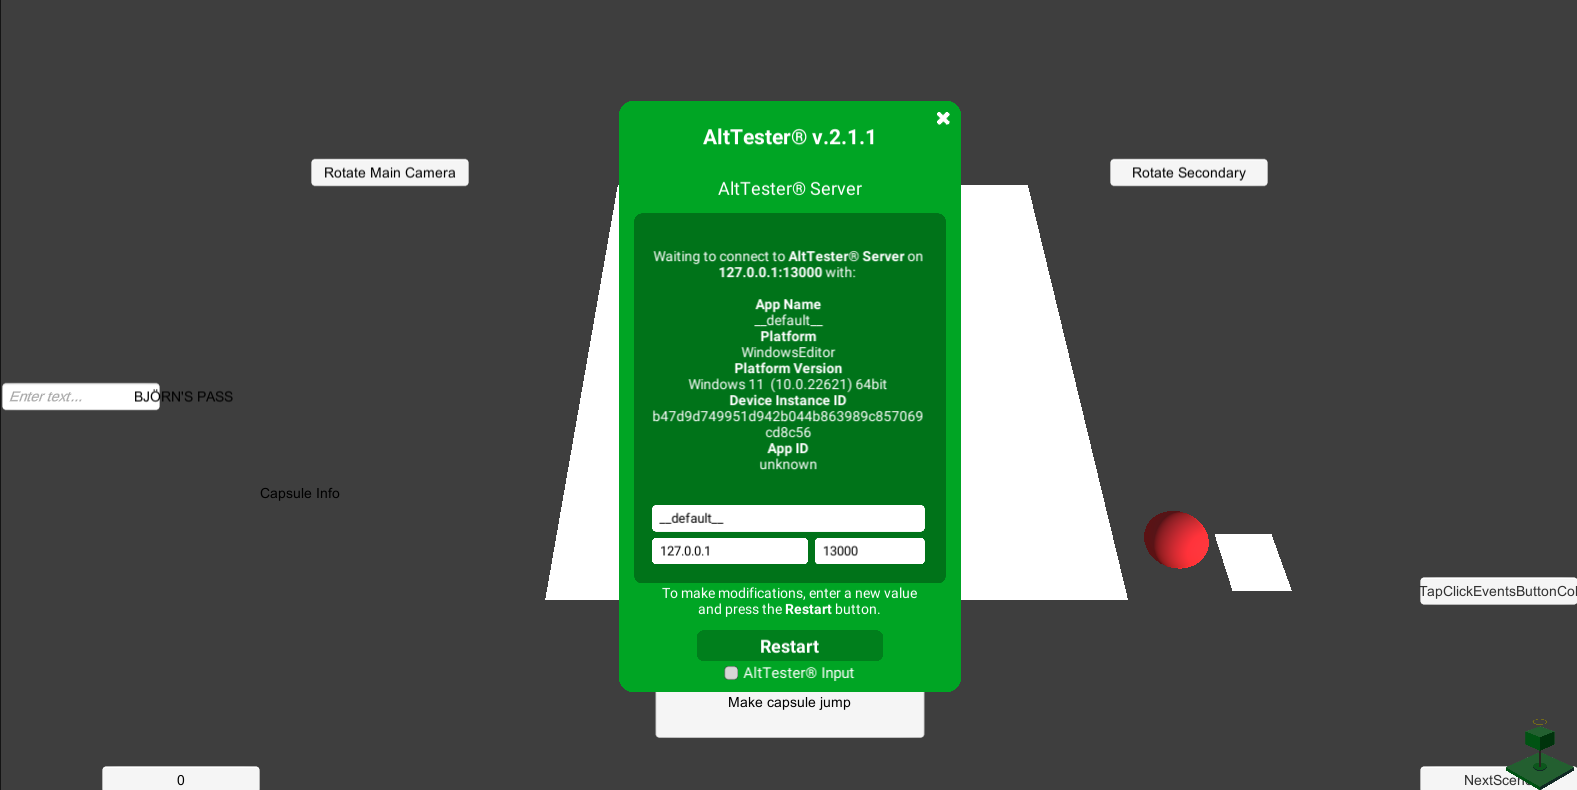 AltTester® v.2.1.1
Rotate Main Camera
Rotate Secondary
AltTester® Server
Waiting to connect to AltTester® Server on
127.0.0.1:13000 with:
App Name
__default__
Platform
WindowsEditor
Platform Version
Windows 11 (10.0.22621) 64bit
Device Instance ID
b47d9d749951d942b044b863989c857069
cd8c56
App ID
unknown
Enter text...
BJÖRN'S PASS
Capsule Info
__default__
127.0.0.1
13000
To make modifications, enter a new value
and press the Restart button.
TapClickEventsButtonCol
Restart
AltTester® Input
Make capsule jump
0
NextScen